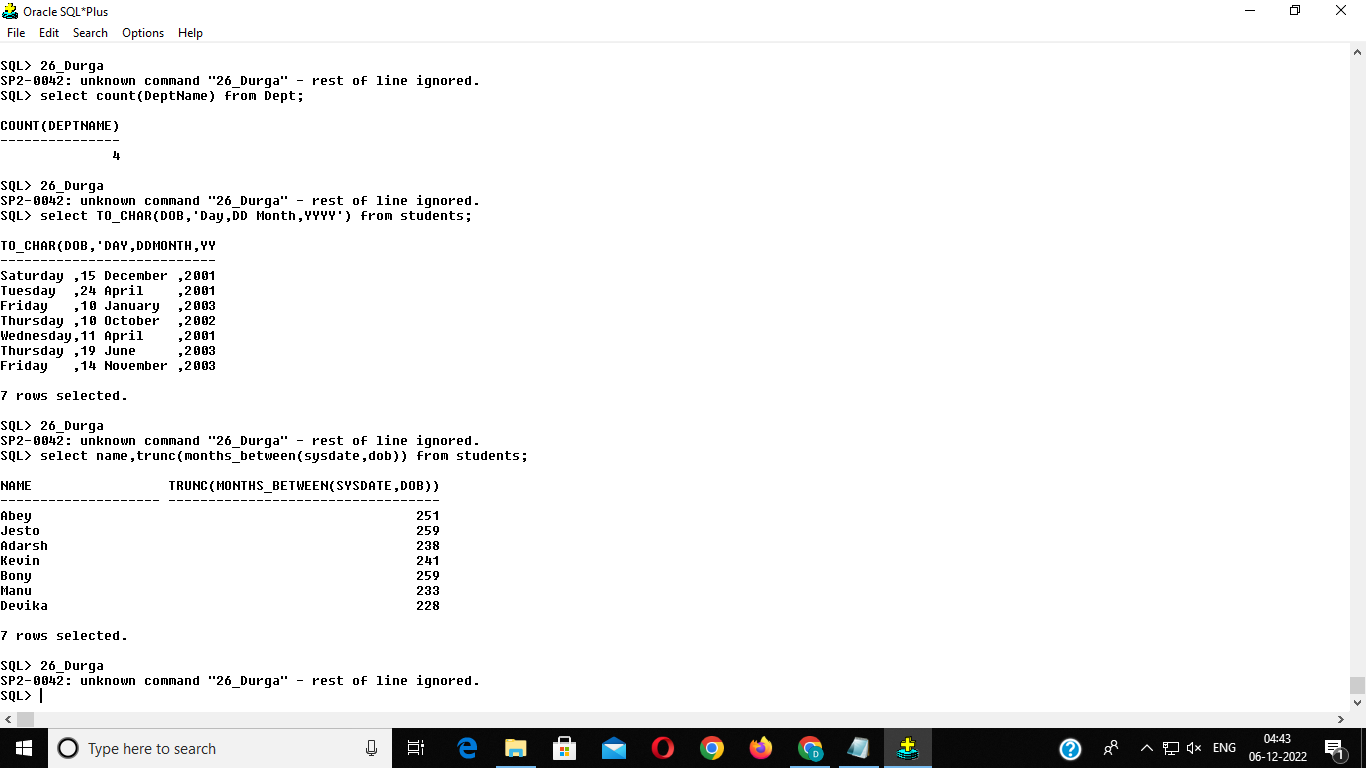 Oracle SQL*Plus
File Edit Search Options Help
SQL> 26_Durga
SP2-0042: unknown command "26_Durga" - rest of line ignored.
SQL> select count(DeptName) from Dept;
COUNT(DEPTNAME)
---------------
4
SQL> 26_Durga
SP2-0042: unknown command "26_Durga" - rest of line ignored.
SQL> select TO_CHAR(DOB,'Day,DD Month,YYYY') from students;
TO_CHAR(DOB,'DAY,DDMONTH,YY
---------------------------
Saturday ,15 December ,2001
Tuesday  ,24 April    ,2001
Friday   ,10 January  ,2003
Thursday ,10 October  ,2002
Wednesday,11 April    ,2001
Thursday ,19 June     ,2003
Friday   ,14 November ,2003
7 rows selected.
SQL> 26_Durga
SP2-0042: unknown command "26_Durga" - rest of line ignored.
SQL> select name,trunc(months_between(sysdate,dob)) from students;
NAME                 TRUNC(MONTHS_BETWEEN(SYSDATE,DOB))
-------------------- ----------------------------------
Abey                                                251
Jesto                                               259
Adarsh                                              238
Kevin                                               241
Bony                                                259
Manu                                                233
Devika                                              228
7 rows selected.
SQL> 26_Durga
SP2-0042: unknown command "26_Durga" - rest of line ignored.
SQL>
Type here to search
D
ENG
04:43
06-12-2022
1